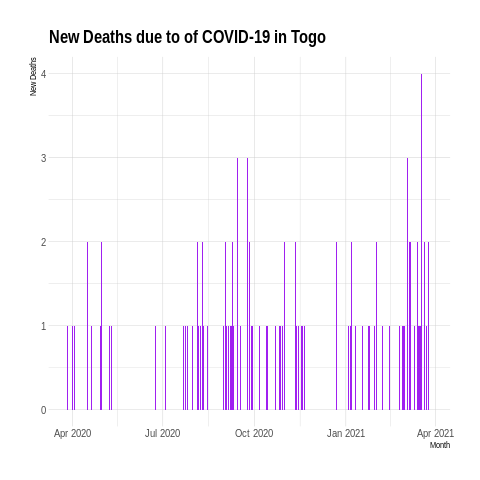 New Deaths due to of COVID-19 in Togo
New Deaths
4
3
2
1
0
Apr 2020 Jul 2020 Oct 2020 Jan 2021 Apr 2021
Month